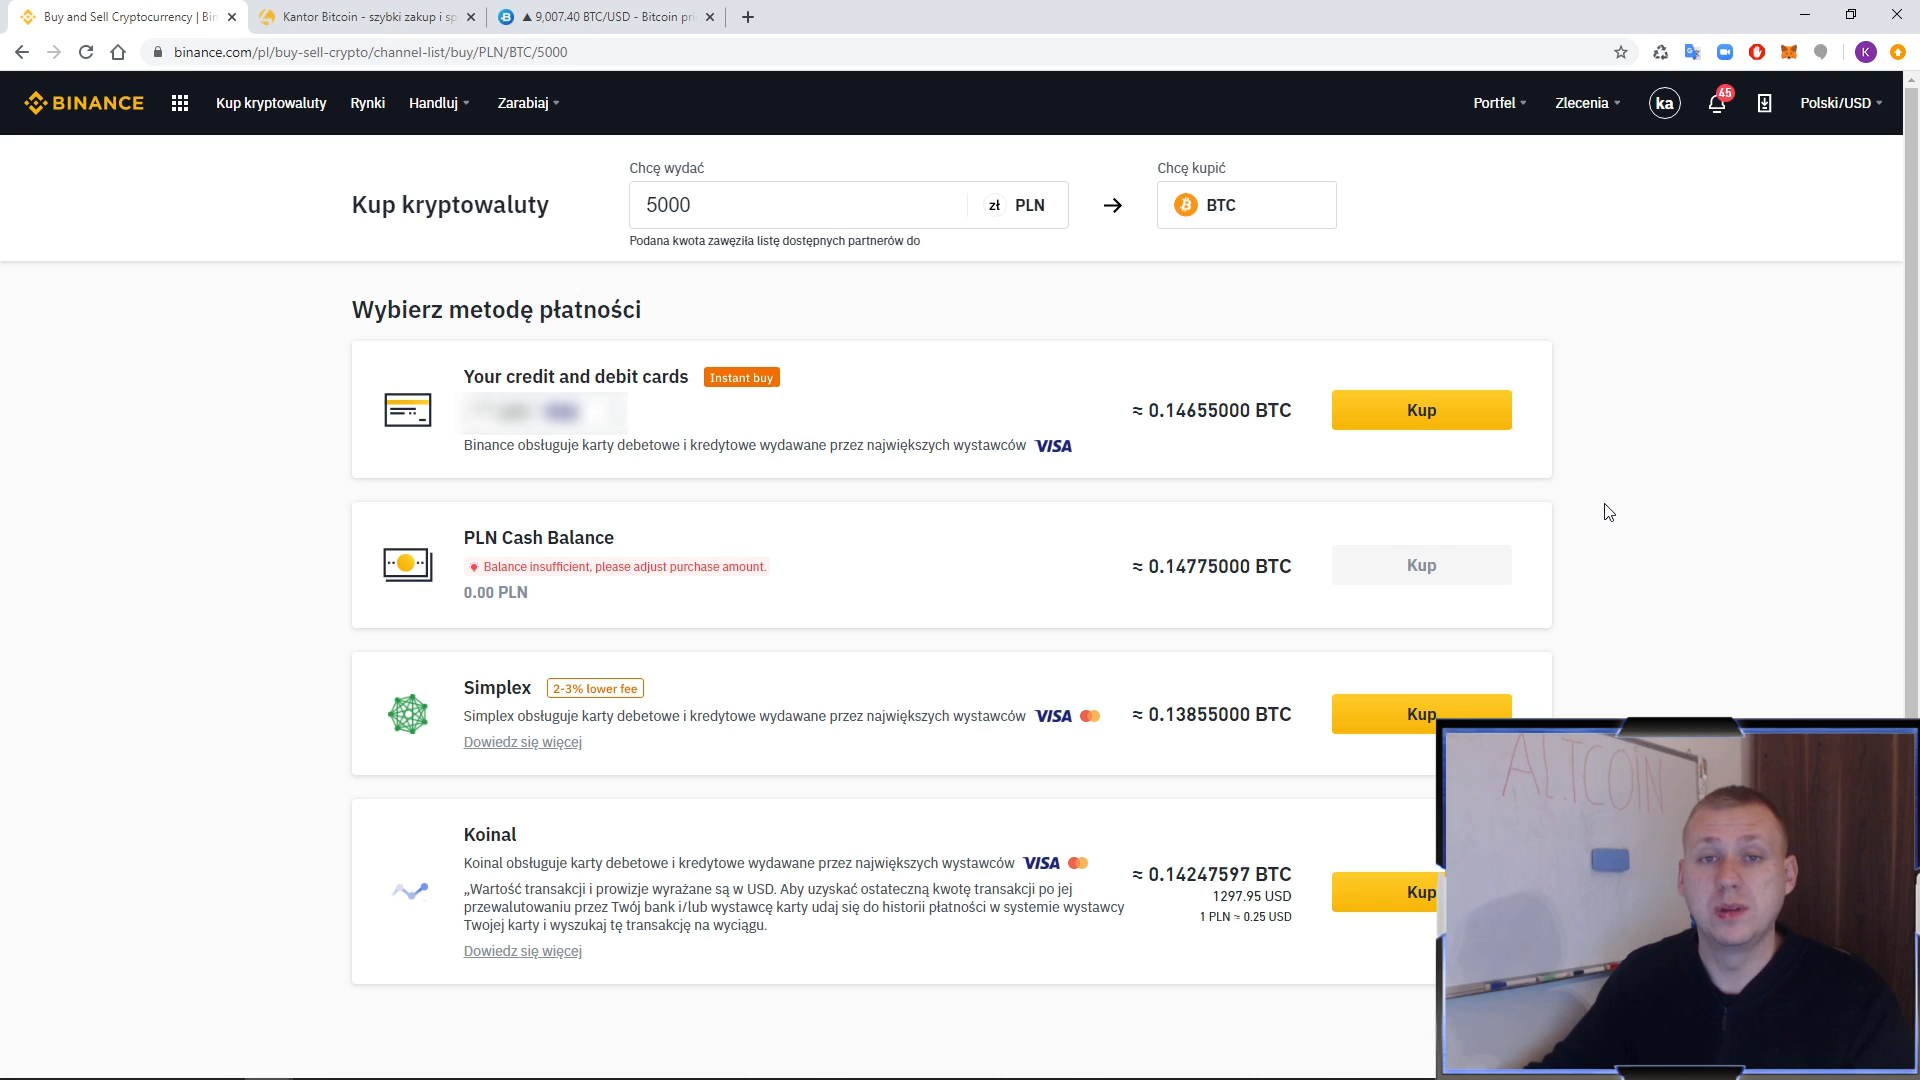 Buy and Sell Cryptocurrency | Bin
Kantor Bitcoin - szybki zakup i sp
▲ 9,007.40 BTC/USD - Bitcoin pri
binance.com/pl/buy-sell-crypto/channel-list/buy/PLN/BTC/5000
K
BINANCE
Kup kryptowaluty
Rynki
Handluj
Zarabiaj
Portfel
Zlecenia
ka
45
Polski/USD
Chcę wydać
Chcę kupić
Kup kryptowaluty
5000
zł PLN
BTC
Podana kwota zawęziła listę dostępnych partnerów do
Wybierz metodę płatności
Your credit and debit cards
Instant buy
Binance obsługuje karty debetowe i kredytowe wydawane przez największych wystawców VISA
≈ 0.14655000 BTC
Kup
PLN Cash Balance
Balance insufficient, please adjust purchase amount.
0.00 PLN
≈ 0.14775000 BTC
Kup
Simplex
2-3% lower fee
Simplex obsługuje karty debetowe i kredytowe wydawane przez największych wystawców VISA
Dowiedz się więcej
≈ 0.13855000 BTC
Kup
Koinal
Koinal obsługuje karty debetowe i kredytowe wydawane przez największych wystawców VISA
„Wartość transakcji i prowizje wyrażane są w USD. Aby uzyskać ostateczną kwotę transakcji po jej
przewalutowaniu przez Twój bank i/lub wystawcę karty udaj się do historii płatności w systemie wystawcy
Twojej karty i wyszukaj tę transakcję na wyciągu.
Dowiedz się więcej
≈ 0.14247597 BTC
1297.95 USD
1 PLN ≈ 0.25 USD
Kup
ALTCOIN